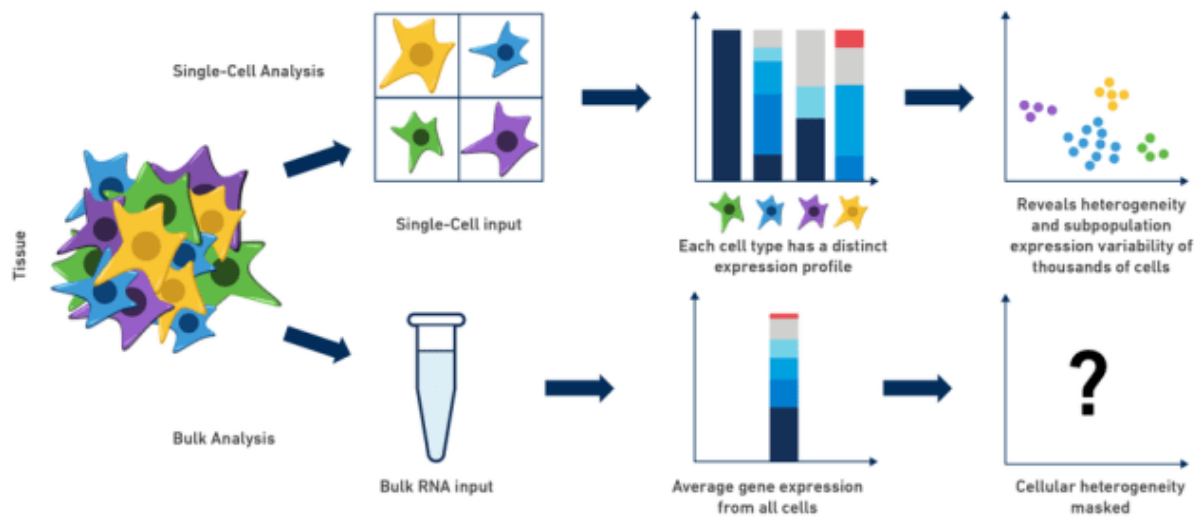 Single-Cell Analysis
Tissue
Single-Cell input
Each cell type has a distinct
expression profile
Reveals heterogeneity
and subpopulation
expression variability of
thousands of cells
Bulk Analysis
Bulk RNA input
Average gene expression
from all cells
?
Cellular heterogeneity
masked